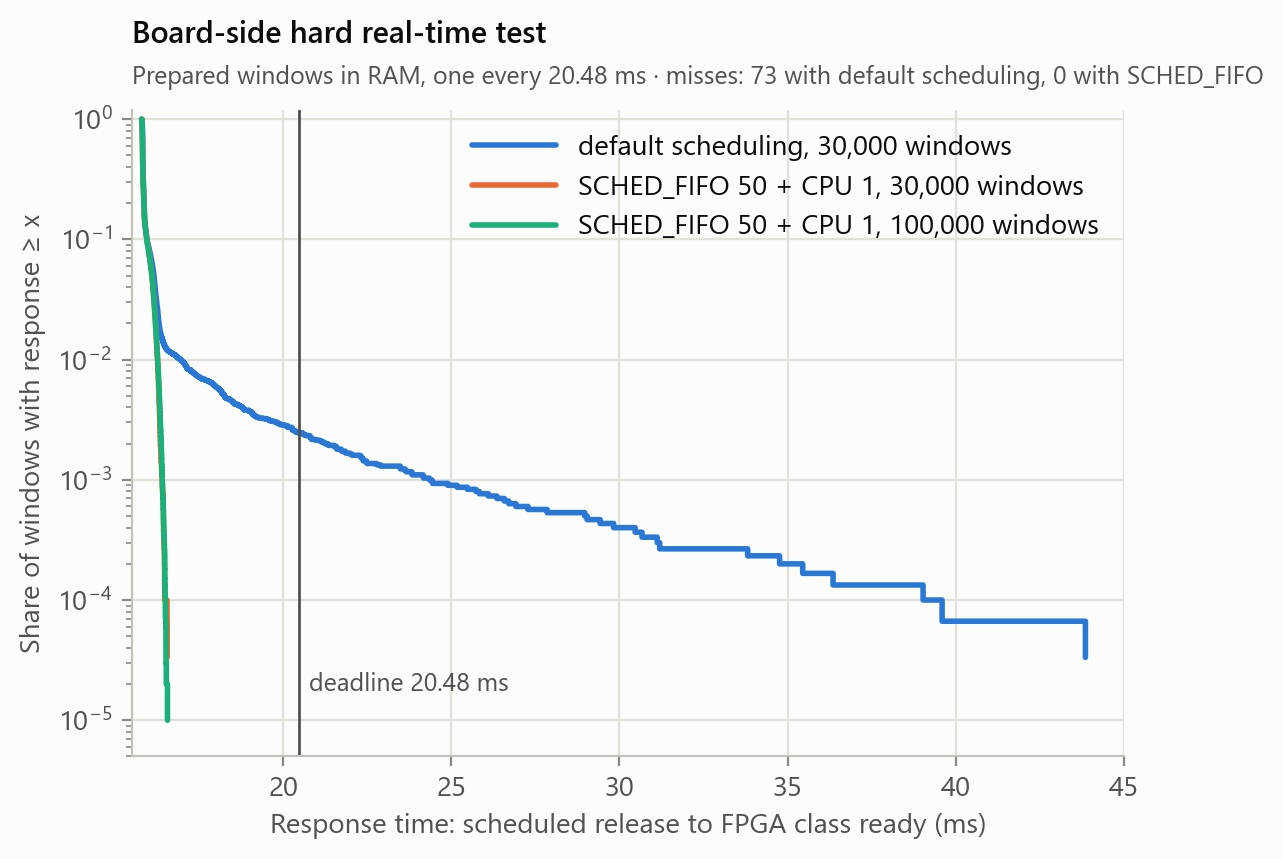 Board-side hard real-time test
Prepared windows in RAM, one every 20.48 ms · misses: 73 with default scheduling, 0 with SCHED_FIFO
default scheduling, 30,000 windows
SCHED_FIFO 50 + CPU 1, 30,000 windows
SCHED_FIFO 50 + CPU 1, 100,000 windows
Share of windows with response ≥ x
10⁰
10⁻¹
10⁻²
10⁻³
10⁻⁴
10⁻⁵
deadline 20.48 ms
20 25 30 35 40 45
Response time: scheduled release to FPGA class ready (ms)